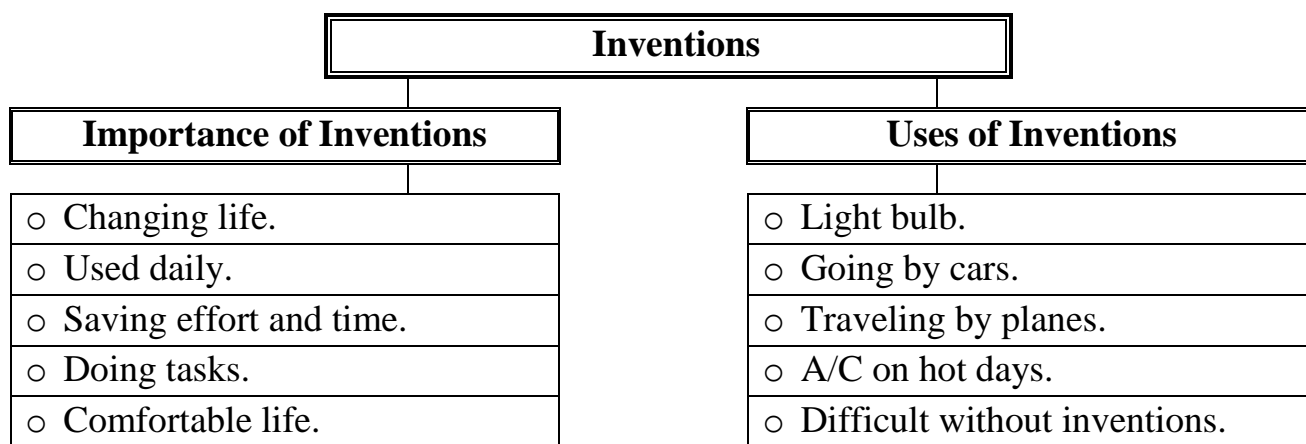 Inventions
Importance of Inventions
○ Changing life.
○ Used daily.
○ Saving effort and time.
○ Doing tasks.
○ Comfortable life.
Uses of Inventions
○ Light bulb.
○ Going by cars.
○ Traveling by planes.
○ A/C on hot days.
○ Difficult without inventions.